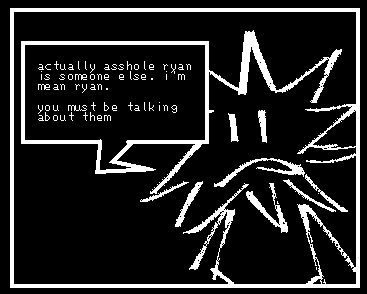 actually asshole ryan
is someone else. i'm
mean ryan.
you must be talking
about them